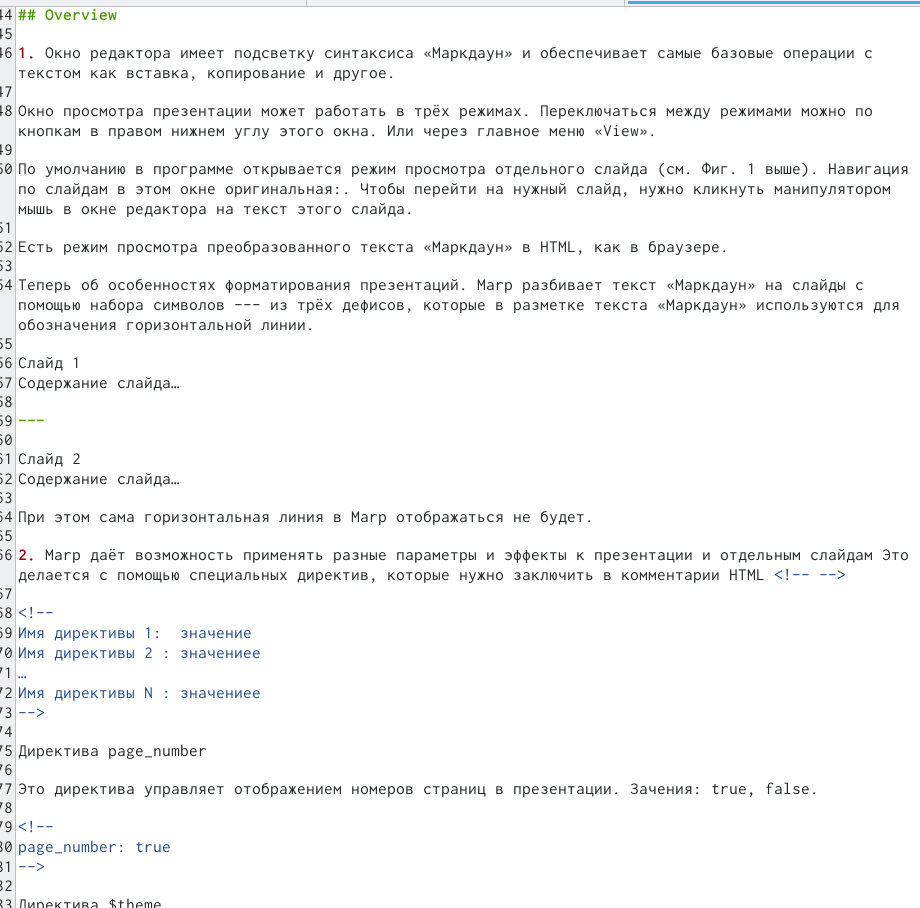 44 ## Overview
45
46 1. Окно редактора имеет подсветку синтаксиса «Маркдаун» и обеспечивает самые базовые операции с
текстом как вставка, копирование и другое.
47
48 Окно просмотра презентации может работать в трёх режимах. Переключаться между режимами можно по
кнопкам в правом нижнем углу этого окна. Или через главное меню «View».
49
50 По умолчанию в программе открывается режим просмотра отдельного слайда (см. Фиг. 1 выше). Навигация
по слайдам в этом окне оригинальная:. Чтобы перейти на нужный слайд, нужно кликнуть манипулятором
мышь в окне редактора на текст этого слайда.
51
52 Есть режим просмотра преобразованного текста «Маркдаун» в HTML, как в браузере.
53
54 Теперь об особенностях форматирования презентаций. Marp разбивает текст «Маркдаун» на слайды с
помощью набора символов --- из трёх дефисов, которые в разметке текста «Маркдаун» используются для
обозначения горизонтальной линии.
55
56 Слайд 1
57 Содержание слайда…
58
59 ---
60
61 Слайд 2
62 Содержание слайда…
63
64 При этом сама горизонтальная линия в Marp отображаться не будет.
65
66 2. Marp даёт возможность применять разные параметры и эффекты к презентации и отдельным слайдам Это
делается с помощью специальных директив, которые нужно заключить в комментарии HTML <!-- -->
67
68 <!--
69 Имя директивы 1:  значение
70 Имя директивы 2 : значениее
71 …
72 Имя директивы N : значениее
73 -->
74
75 Директива page_number
76
77 Это директива управляет отображением номеров страниц в презентации. Зачения: true, false.
78
79 <!--
80 page_number: true
81 -->
82
83 Директива $theme